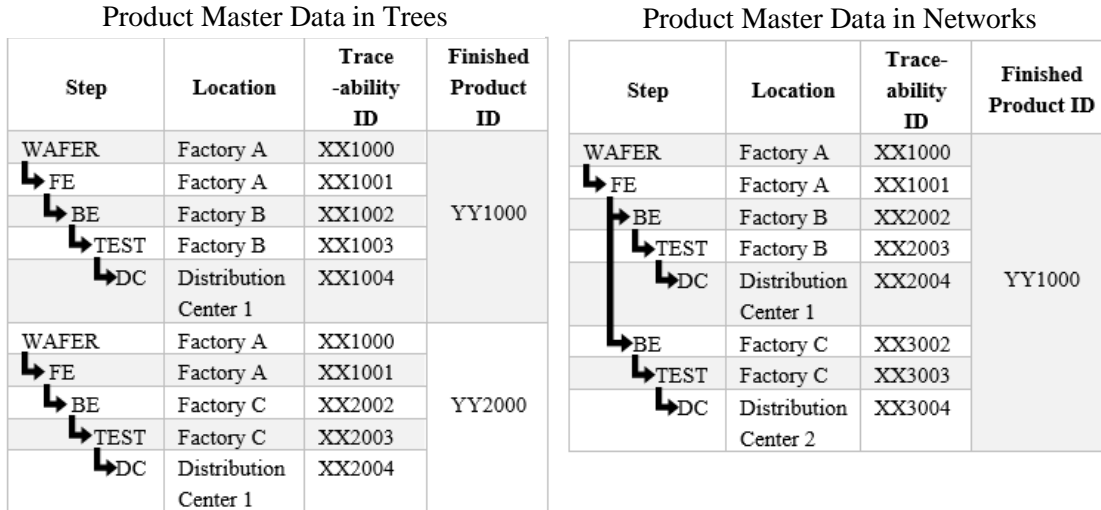 Product Master Data in Trees
Step Location Trace -ability ID Finished Product ID
WAFER Factory A XX1000
FE Factory A XX1001
BE Factory B XX1002 YY1000
TEST Factory B XX1003
DC Distribution Center 1 XX1004
WAFER Factory A XX1000
FE Factory A XX1001
BE Factory C XX2002 YY2000
TEST Factory C XX2003
DC Distribution Center 1 XX2004
Product Master Data in Networks
Step Location Trace- ability ID Finished Product ID
WAFER Factory A XX1000
FE Factory A XX1001
BE Factory B XX2002
TEST Factory B XX2003
DC Distribution Center 1 XX2004 YY1000
BE Factory C XX3002
TEST Factory C XX3003
DC Distribution Center 2 XX3004